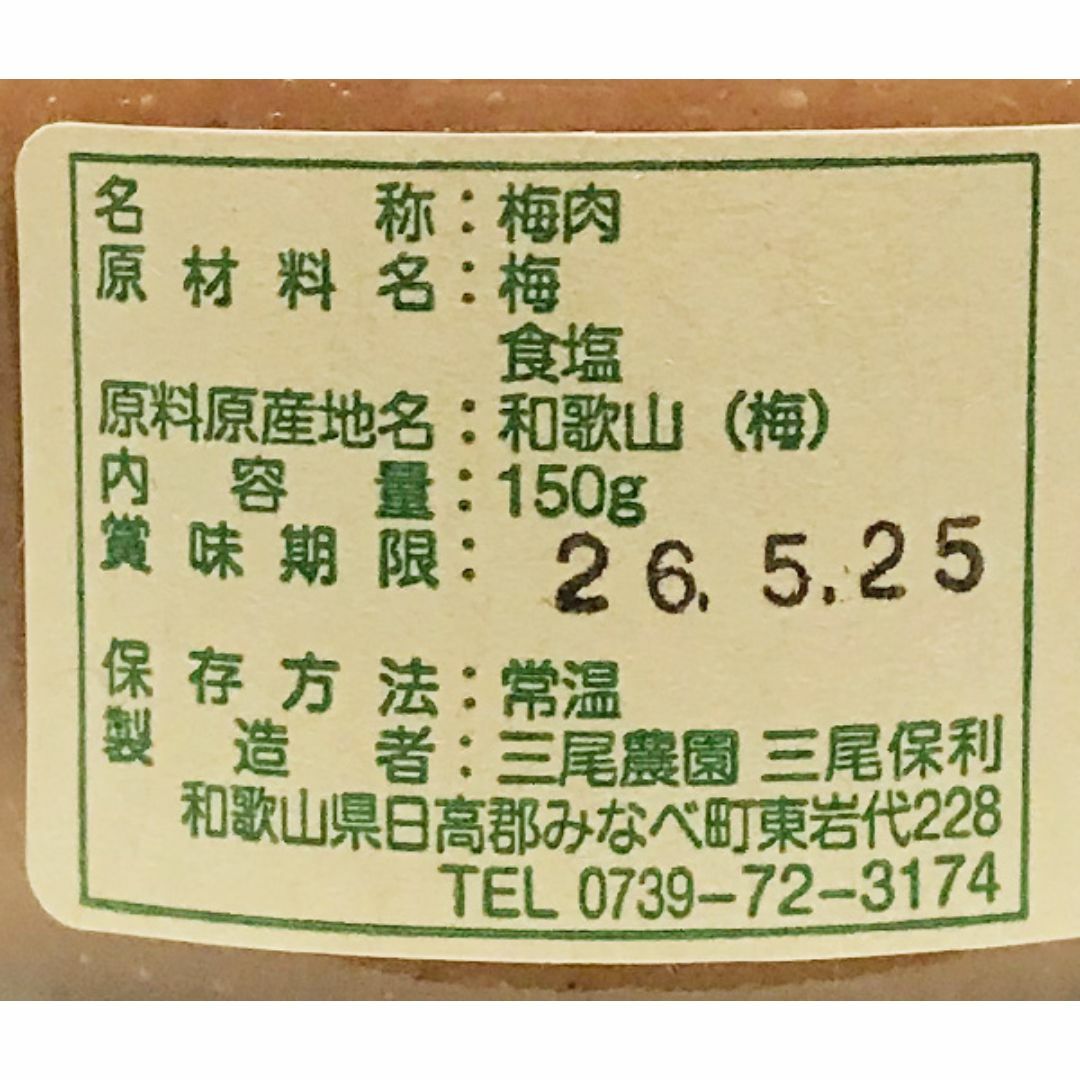 名称：梅肉
原材料名：梅
食塩
原料原産地名：和歌山（梅）
内容量：150g
賞味期限：26.5.25
保存方法：常温
製造者：三尾農園 三尾保利
和歌山県日高郡みなべ町東岩代228
TEL 0739-72-3174